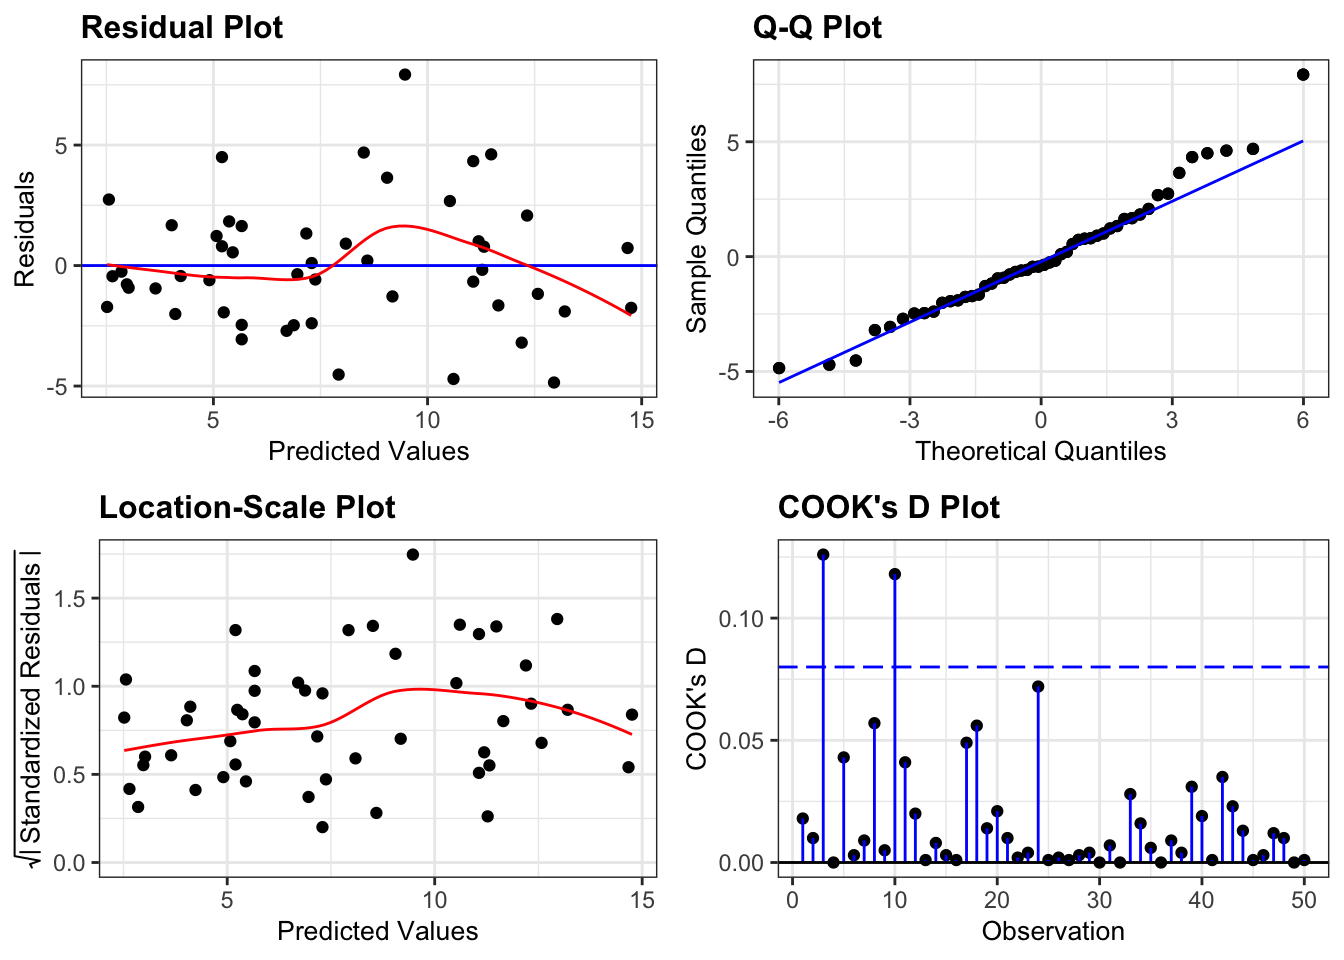 Residual Plot
5
0
-5
Residuals
5
10
15
Predicted Values
Q-Q Plot
5
0
-5
Sample Quantiles
-6
-3
0
3
6
Theoretical Quantiles
Location-Scale Plot
1.5
1.0
0.5
0.0
√| Standardized Residuals |
5
10
15
Predicted Values
COOK's D Plot
0.10
0.05
0.00
COOK's D
0
10
20
30
40
50
Observation